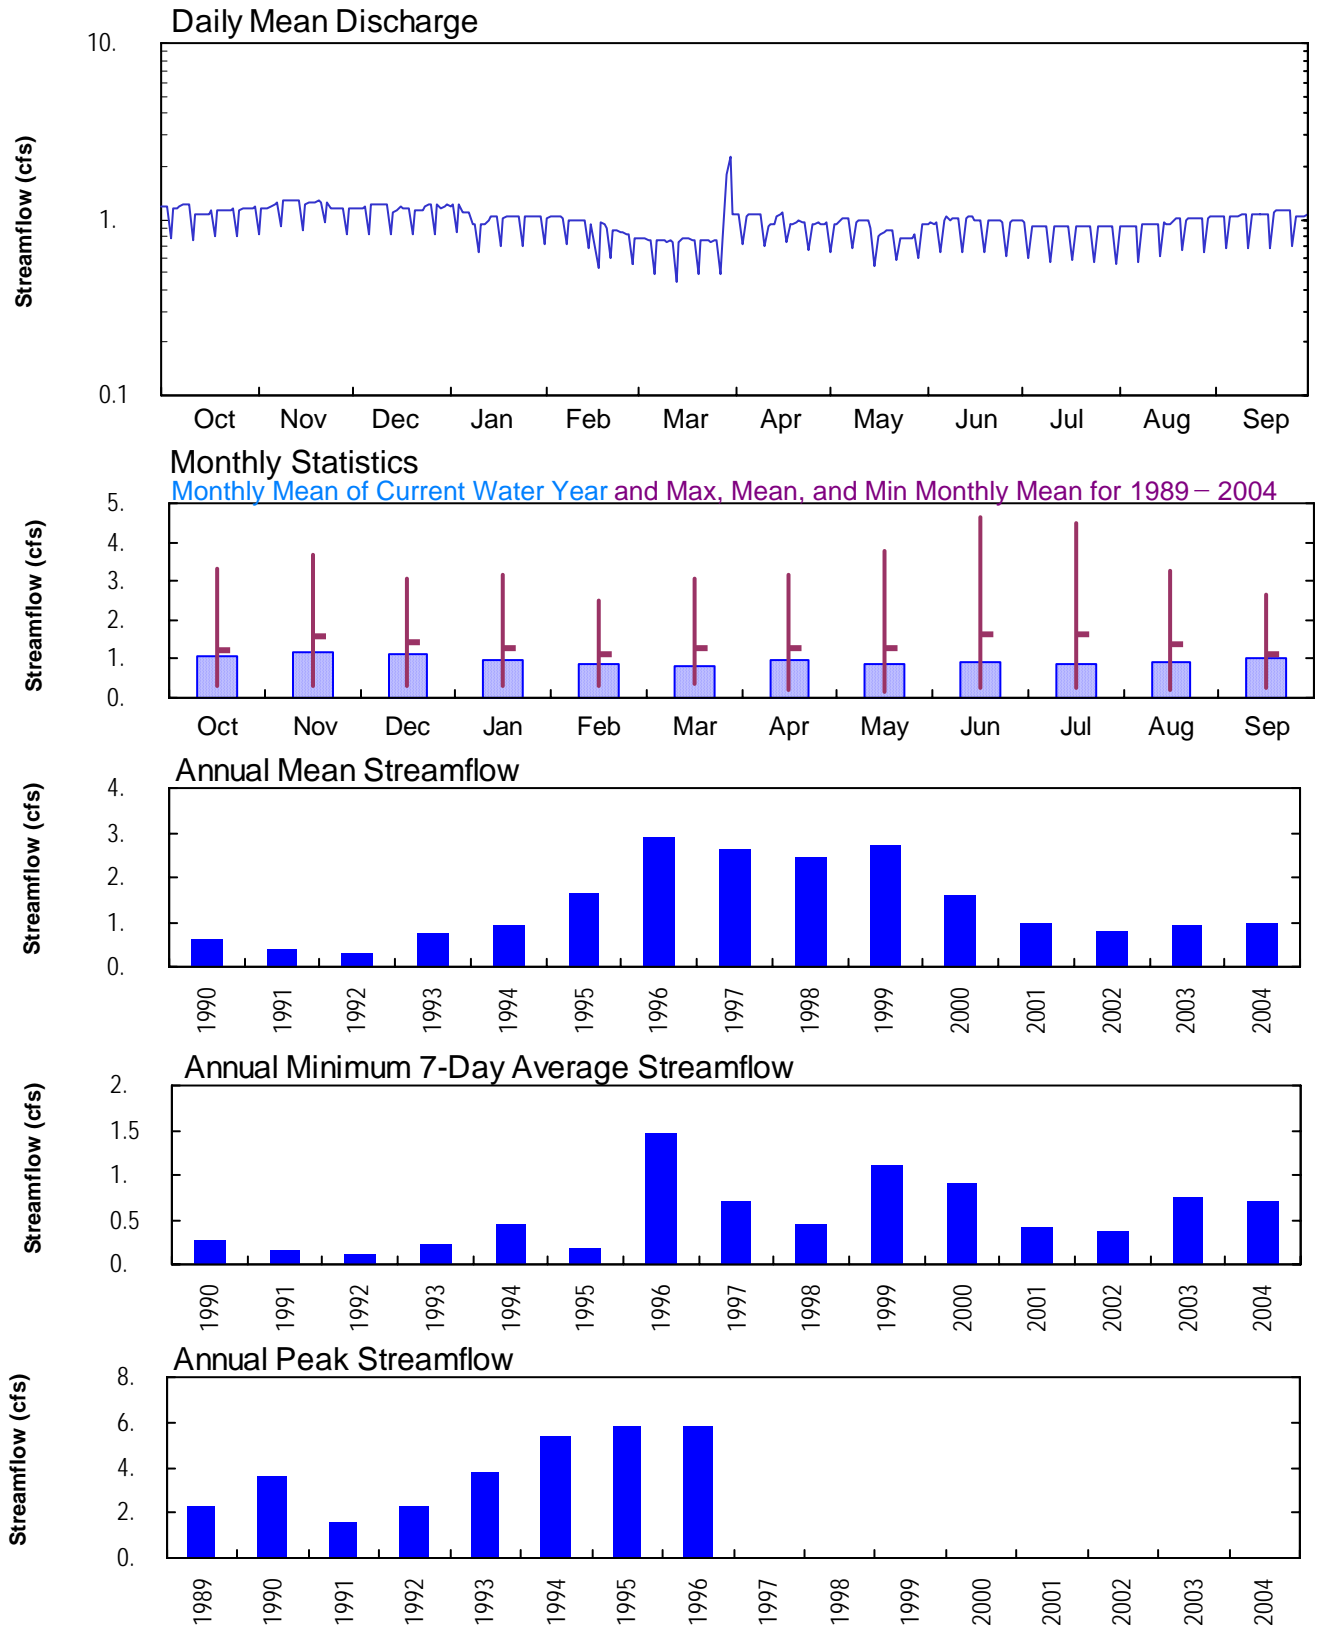 Daily Mean Discharge
Streamflow (cfs)
10.
1.
0.1
Oct Nov Dec Jan Feb Mar Apr May Jun Jul Aug Sep
Monthly Statistics
Monthly Mean of Current Water Year and Max, Mean, and Min Monthly Mean for 1989 – 2004
Streamflow (cfs)
5.
4.
3.
2.
1.
0.
Oct Nov Dec Jan Feb Mar Apr May Jun Jul Aug Sep
Annual Mean Streamflow
Streamflow (cfs)
4.
3.
2.
1.
0.
1990 1991 1992 1993 1994 1995 1996 1997 1998 1999 2000 2001 2002 2003 2004
Annual Minimum 7-Day Average Streamflow
Streamflow (cfs)
2.
1.5
1.
0.5
0.
1990 1991 1992 1993 1994 1995 1996 1997 1998 1999 2000 2001 2002 2003 2004
Annual Peak Streamflow
Streamflow (cfs)
8.
6.
4.
2.
0.
1989 1990 1991 1992 1993 1994 1995 1996 1997 1998 1999 2000 2001 2002 2003 2004